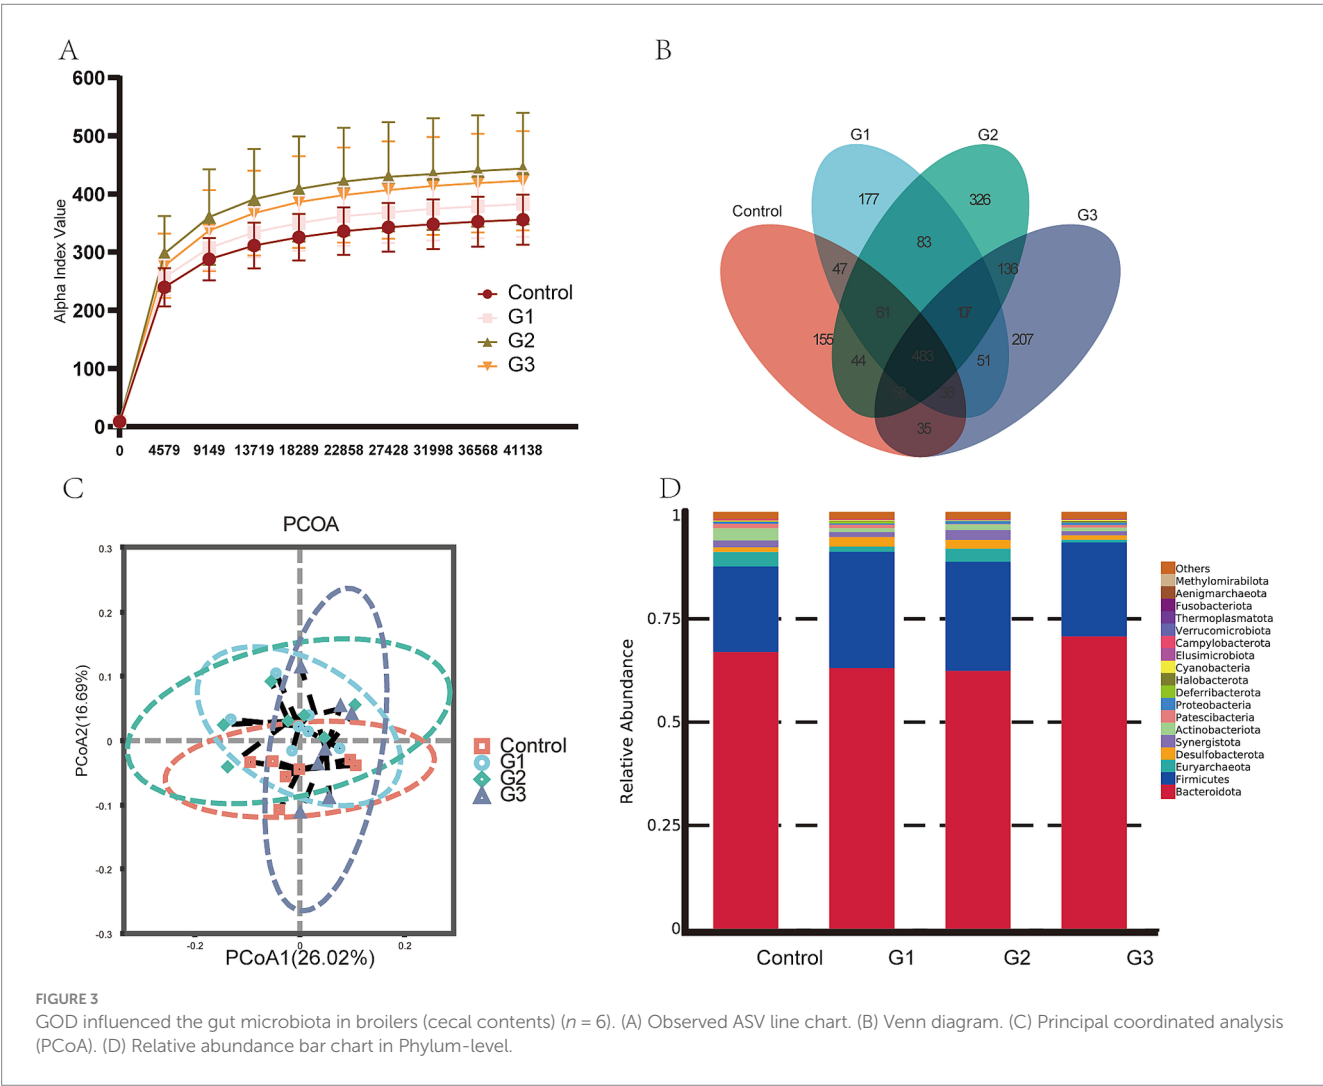 A
600
500
400
300
200
100
0
Alpha Index Value
0 4579 9149 13719 18289 22858 27428 31998 36568 41138
Control
G1
G2
G3
B
G1
G2
Control
G3
177
326
83
47
136
61
155
207
44
483
51
35
C
PCOA
0.3
0.2
0.1
0
-0.1
-0.2
-0.3
PCoA2(16.69%)
-0.2 0 0.2
PCoA1(26.02%)
Control
G1
G2
G3
D
1
0.75
0.5
0.25
0
Relative Abundance
Control G1 G2 G3
Others
Methylomirabilota
Aenigmarchaeota
Fusobacteriota
Thermoplasmatota
Verrucomicrobiota
Campylobacterota
Elusimicrobiota
Cyanobacteria
Halobacterota
Deferribacterota
Proteobacteria
Patescibacteria
Actinobacteriota
Synergistota
Desulfobacterota
Euryarchaeota
Firmicutes
Bacteroidota
FIGURE 3
GOD influenced the gut microbiota in broilers (cecal contents) (n = 6). (A) Observed ASV line chart. (B) Venn diagram. (C) Principal coordinated analysis
(PCoA). (D) Relative abundance bar chart in Phylum-level.